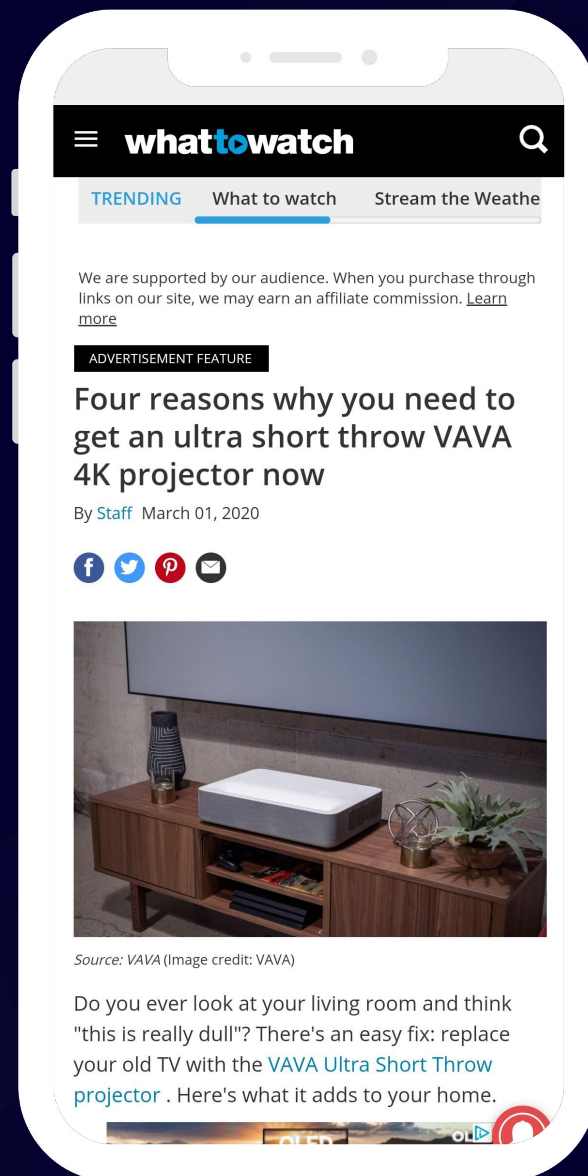 whattowatch
TRENDING What to watch Stream the Weathe
We are supported by our audience. When you purchase through
links on our site, we may earn an affiliate commission. Learn
more
ADVERTISEMENT FEATURE
Four reasons why you need to
get an ultra short throw VAVA
4K projector now
By Staff March 01, 2020
Source: VAVA (Image credit: VAVA)
Do you ever look at your living room and think
"this is really dull"? There's an easy fix: replace
your old TV with the VAVA Ultra Short Throw
projector . Here's what it adds to your home.
OLED